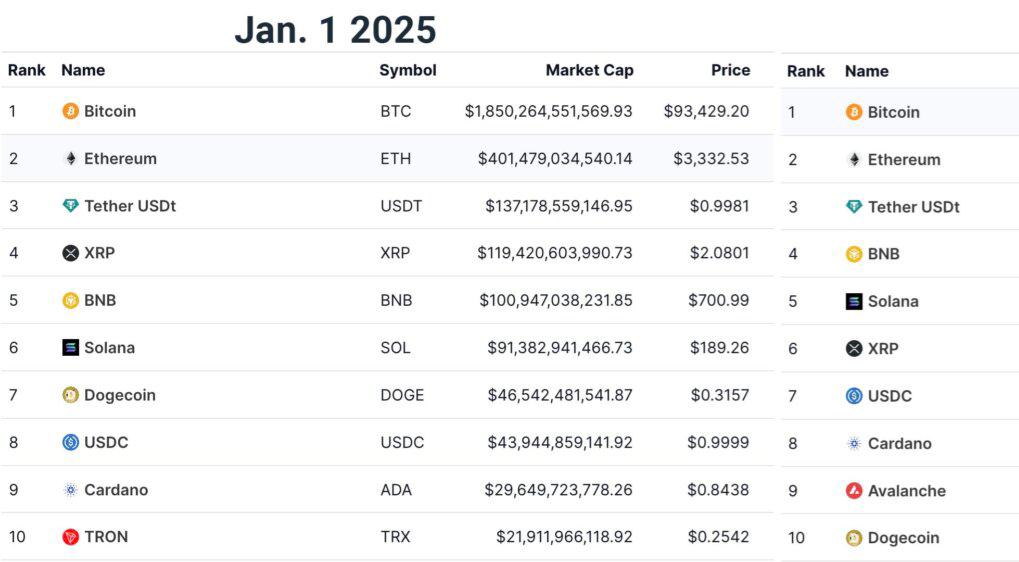 Jan. 1 2025
Rank Name Symbol Market Cap Price
1 Bitcoin BTC $1,850,264,551,569.93 $93,429.20
2 Ethereum ETH $401,479,034,540.14 $3,332.53
3 Tether USDt USDT $137,178,559,146.95 $0.9981
4 XRP XRP $119,420,603,990.73 $2.0801
5 BNB BNB $100,947,038,231.85 $700.99
6 Solana SOL $91,382,941,466.73 $189.26
7 Dogecoin DOGE $46,542,481,541.87 $0.3157
8 USDC USDC $43,944,859,141.92 $0.9999
9 Cardano ADA $29,649,723,778.26 $0.8438
10 TRON TRX $21,911,966,118.92 $0.2542
Rank Name
1 Bitcoin
2 Ethereum
3 Tether USDt
4 BNB
5 Solana
6 XRP
7 USDC
8 Cardano
9 Avalanche
10 Dogecoin